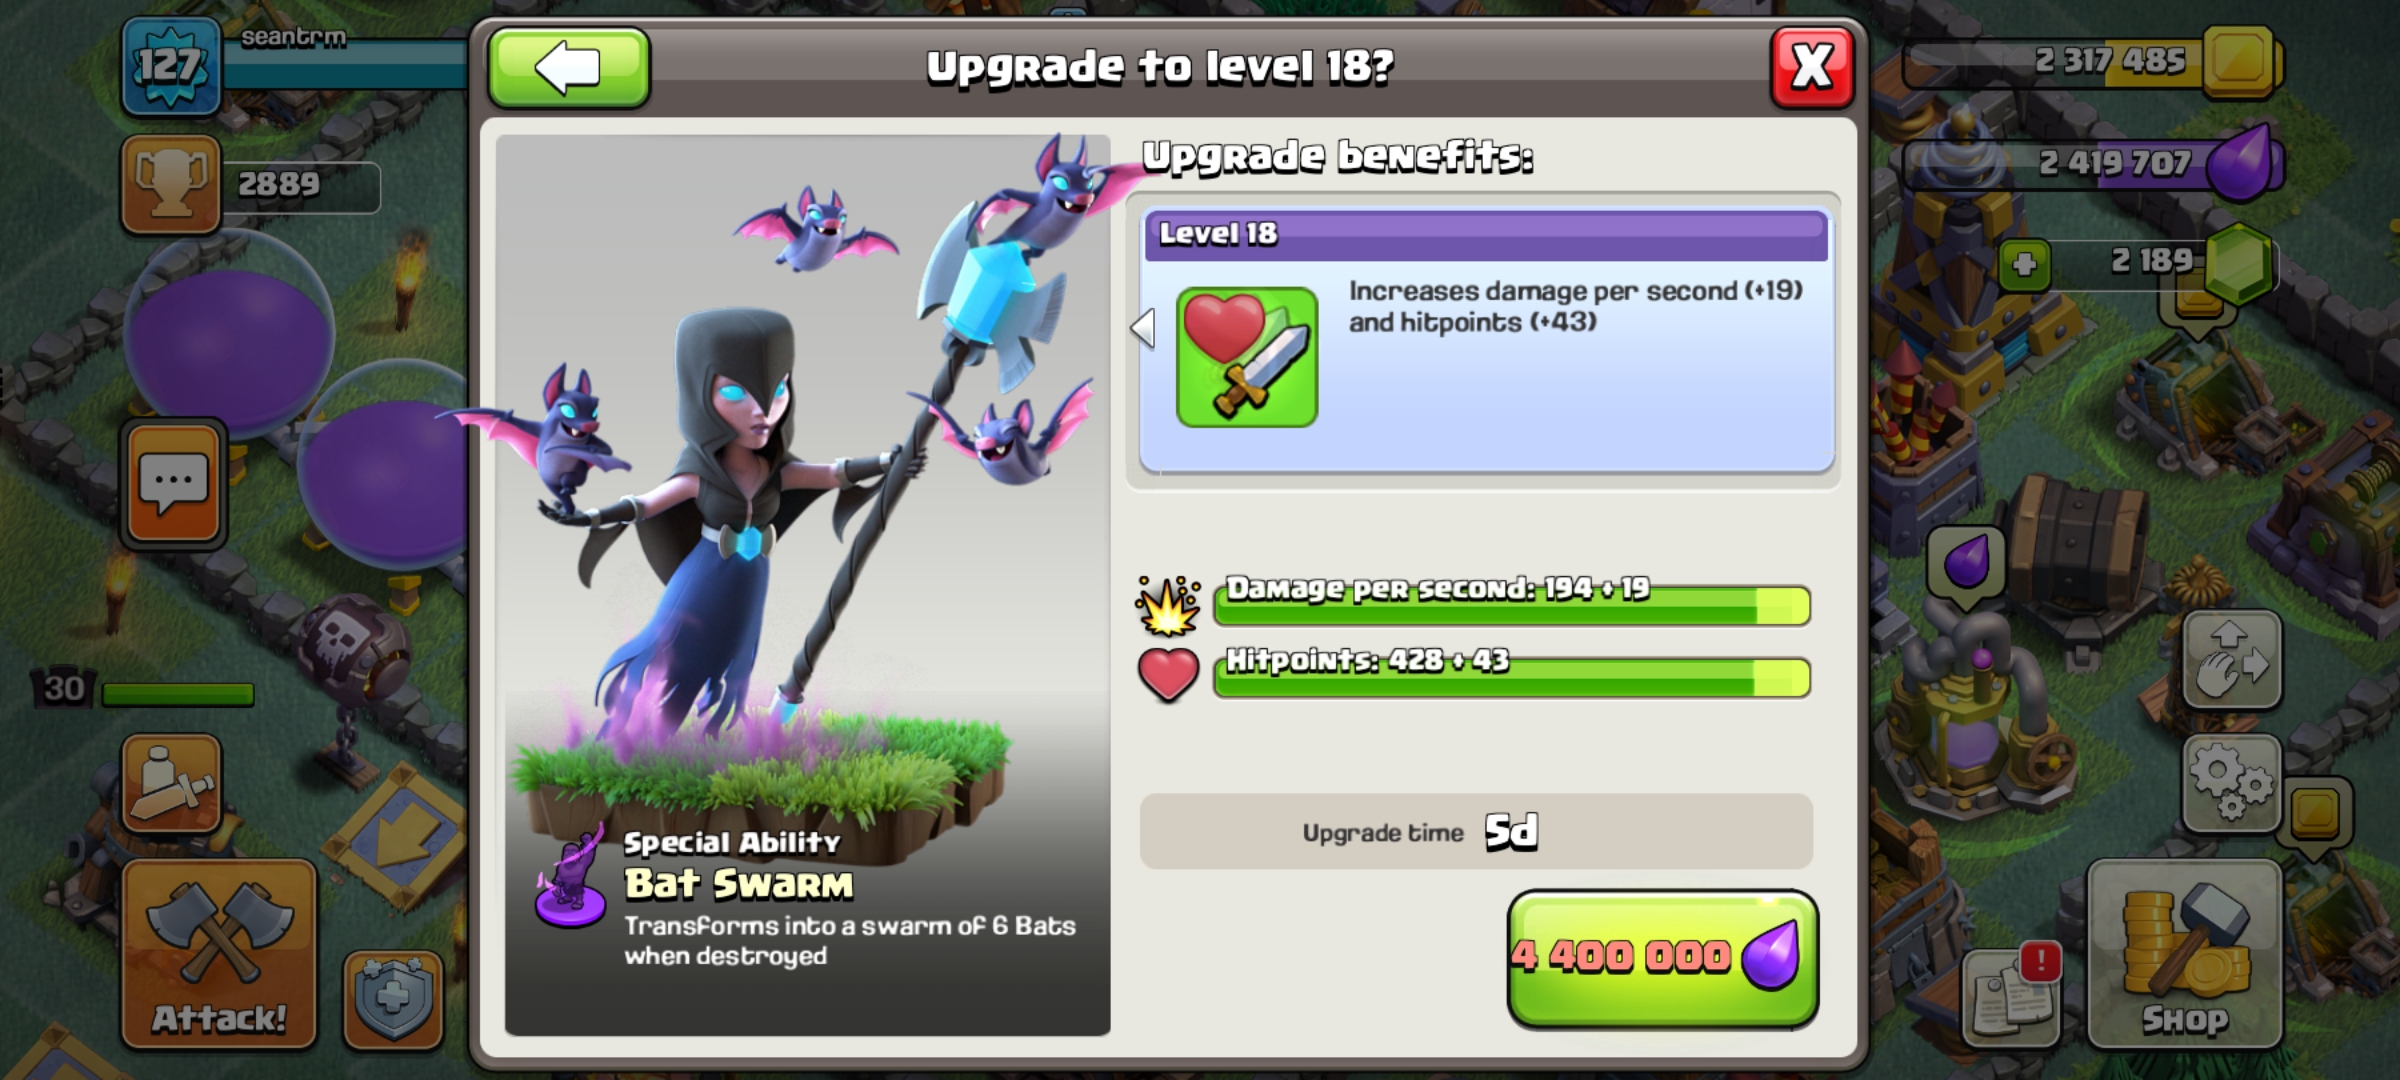 127
seantrm
2889
30
Attack!
Upgrade to level 18?
X
Special Ability
Bat Swarm
Transforms into a swarm of 6 Bats
when destroyed
Upgrade benefits:
Level 18
Increases damage per second (+19)
and hitpoints (+43)
Damage per second: 194 + 19
Hitpoints: 428 + 43
Upgrade time 5d
4 400 000
2 317 485
2 419 707
2 189
!
Shop